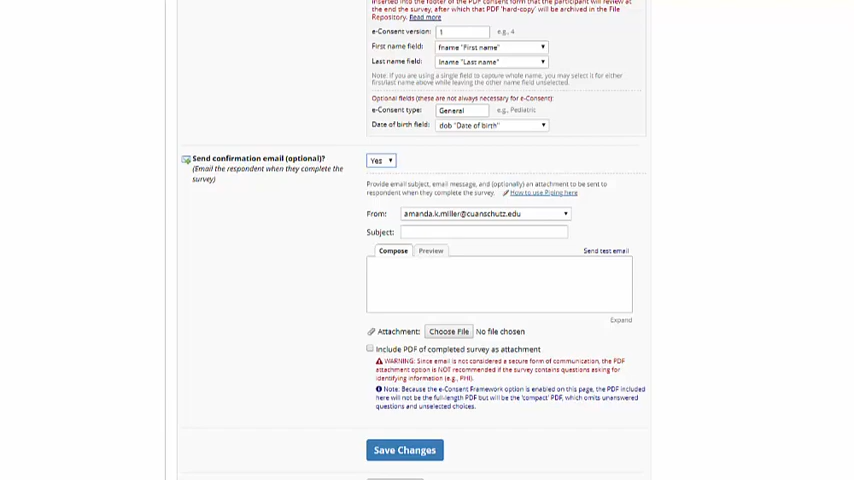 inserted into the footer of the PDF consent form that the participant will review at
the end the survey, after which that PDF 'hard-copy' will be archived in the File
Repository. Read more
e-Consent version: 1 e.g., 4
First name field: fname "First name"
Last name field: lname "Last name"
Note: If you are using a single field to capture whole name, you may select it for either
first/last name above while leaving the other name field unselected.
Optional fields (these are not always necessary for e-Consent):
e-Consent type: General e.g., Pediatric
Date of birth field: dob "Date of birth"
Send confirmation email (optional)? Yes
(Email the respondent when they complete the
survey)
Provide email subject, email message, and (optionally) an attachment to be sent to
respondent when they complete the survey. How to use Piping here
From: amanda.k.miller@cuanschutz.edu
Subject:
Compose Preview Send test email
Expand
Attachment: Choose File No file chosen
Include PDF of completed survey as attachment
WARNING: Since email is not considered a secure form of communication, the PDF
attachment option is NOT recommended if the survey contains questions asking for
identifying information (e.g., PHI).
Note: Because the e-Consent Framework option is enabled on this page, the PDF included
here will not be the full-length PDF but will be the 'compact' PDF, which omits unanswered
questions and unselected choices.
Save Changes